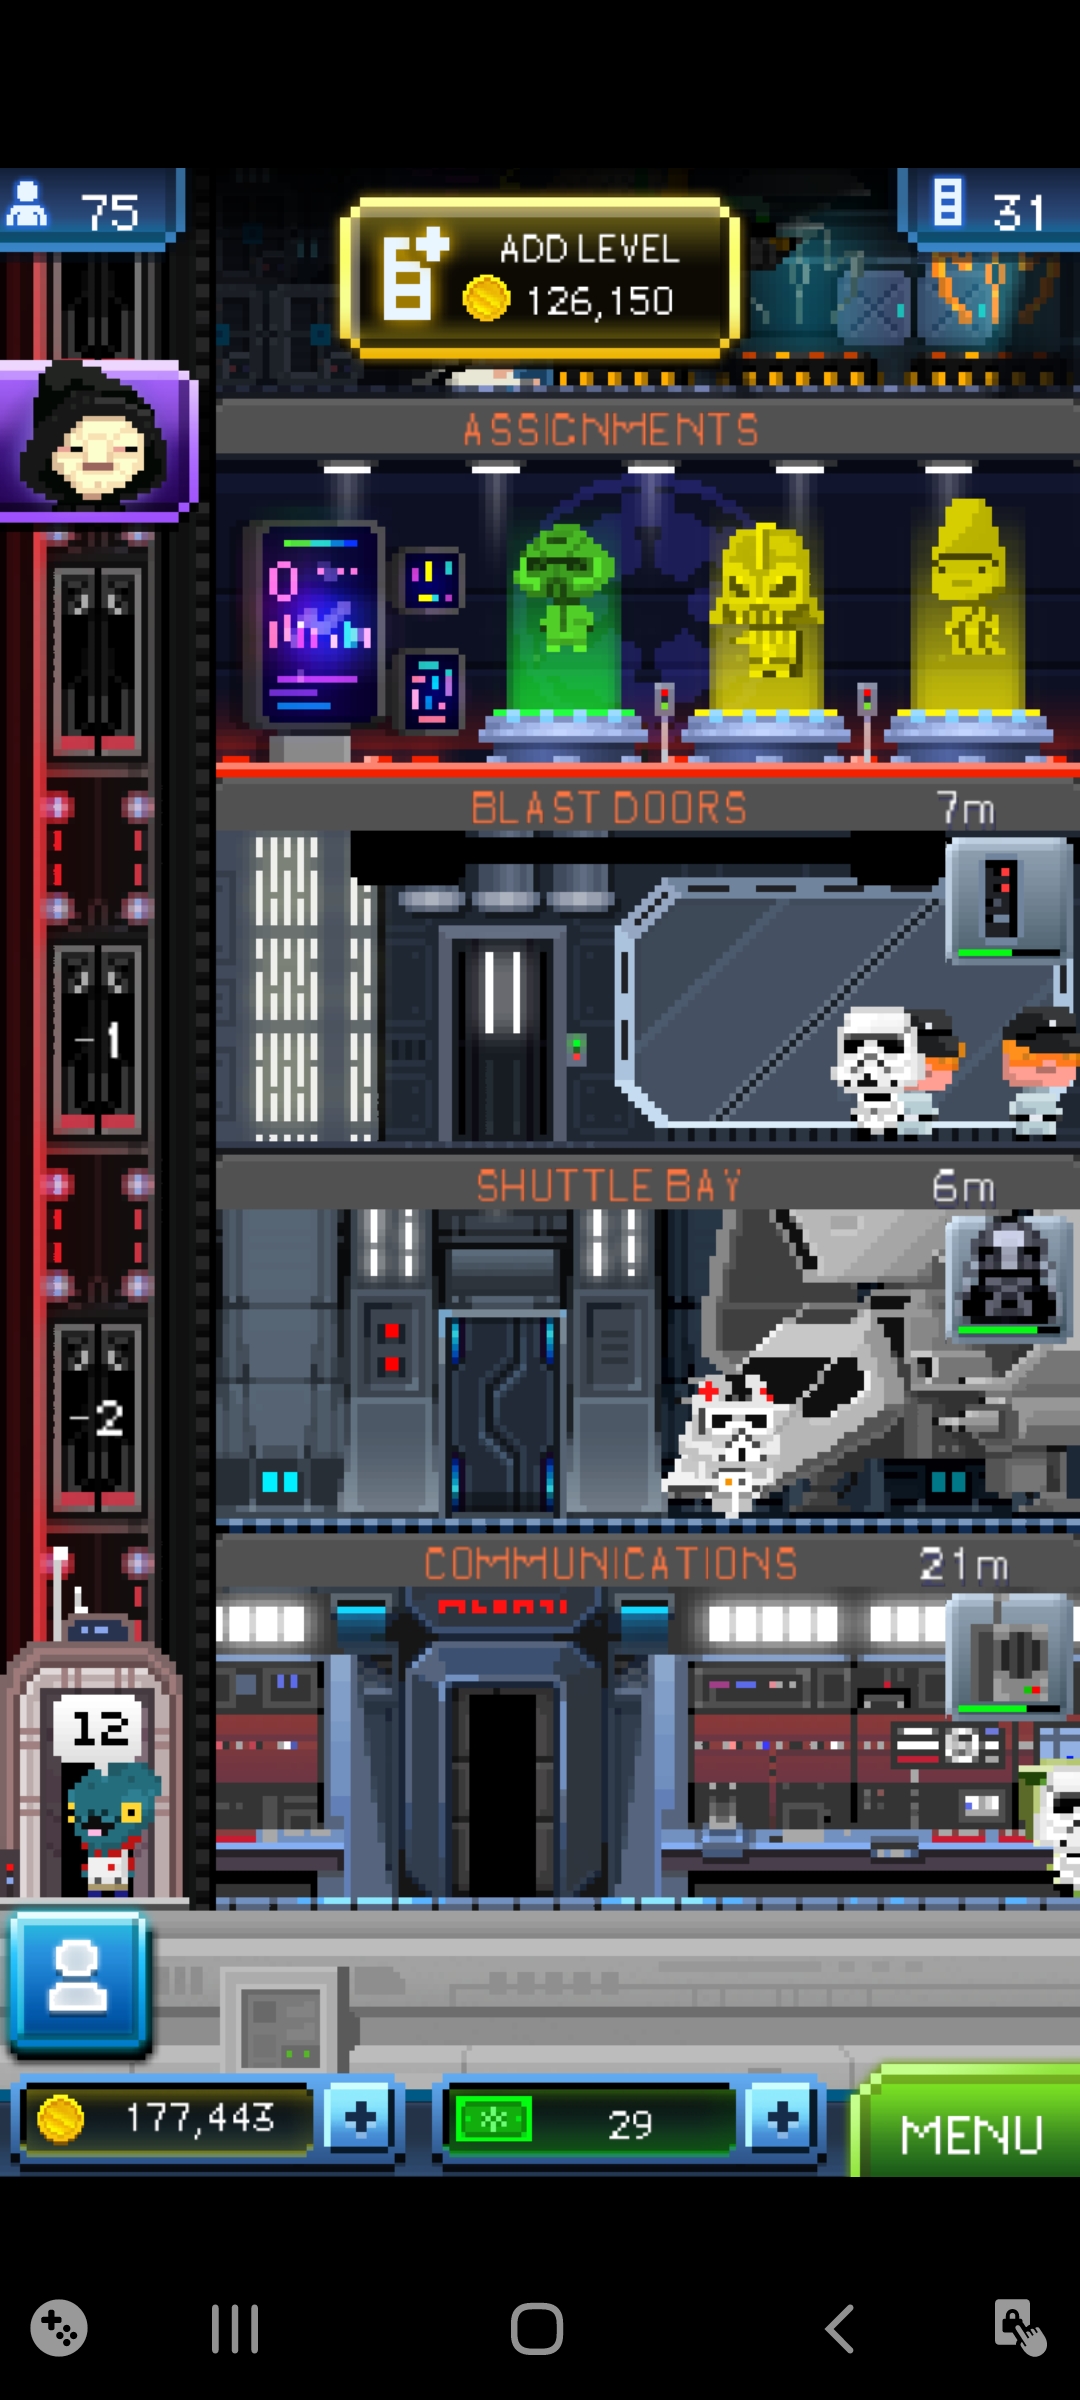 75
ADD LEVEL
126,150
31
ASSIGNMENTS
BLAST DOORS 7m
-1
SHUTTLE BAY 6m
-2
COMMUNICATIONS 21m
12
177,443
29
MENU